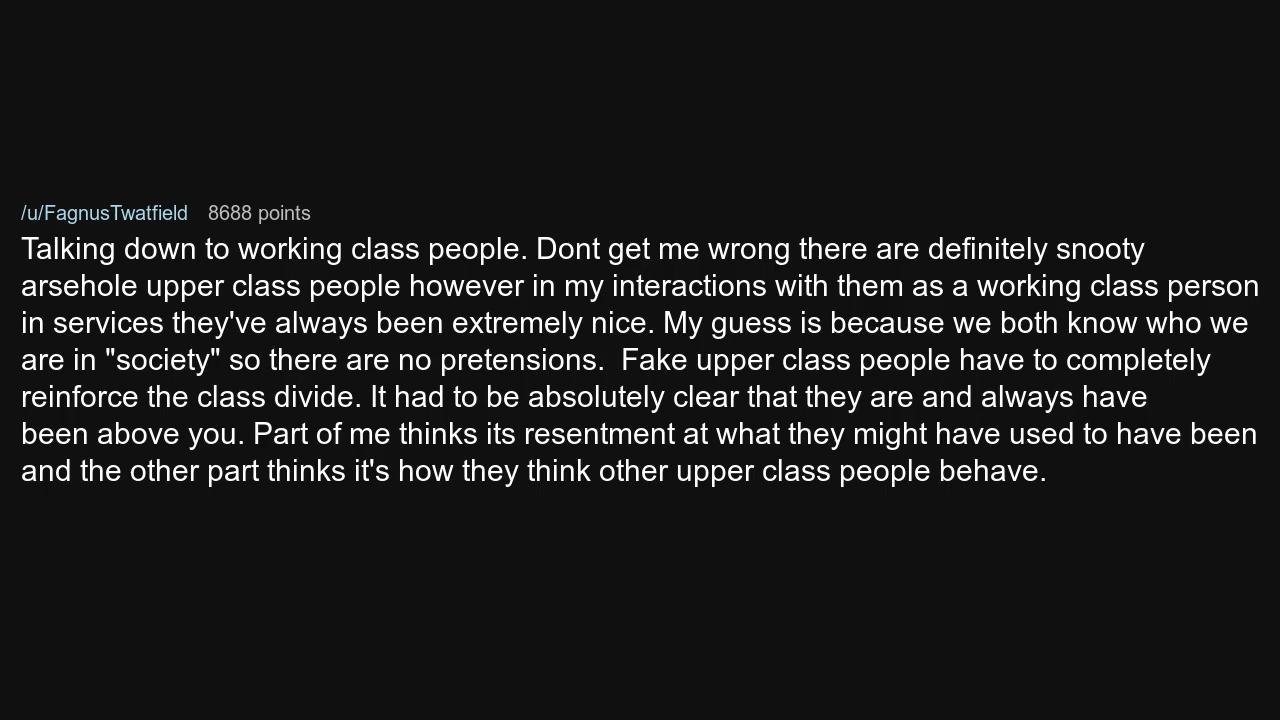 /u/FagnusTwatfield 8688 points
Talking down to working class people. Dont get me wrong there are definitely snooty
arsehole upper class people however in my interactions with them as a working class person
in services they've always been extremely nice. My guess is because we both know who we
are in "society" so there are no pretensions.  Fake upper class people have to completely
reinforce the class divide. It had to be absolutely clear that they are and always have
been above you. Part of me thinks its resentment at what they might have used to have been
and the other part thinks it's how they think other upper class people behave.